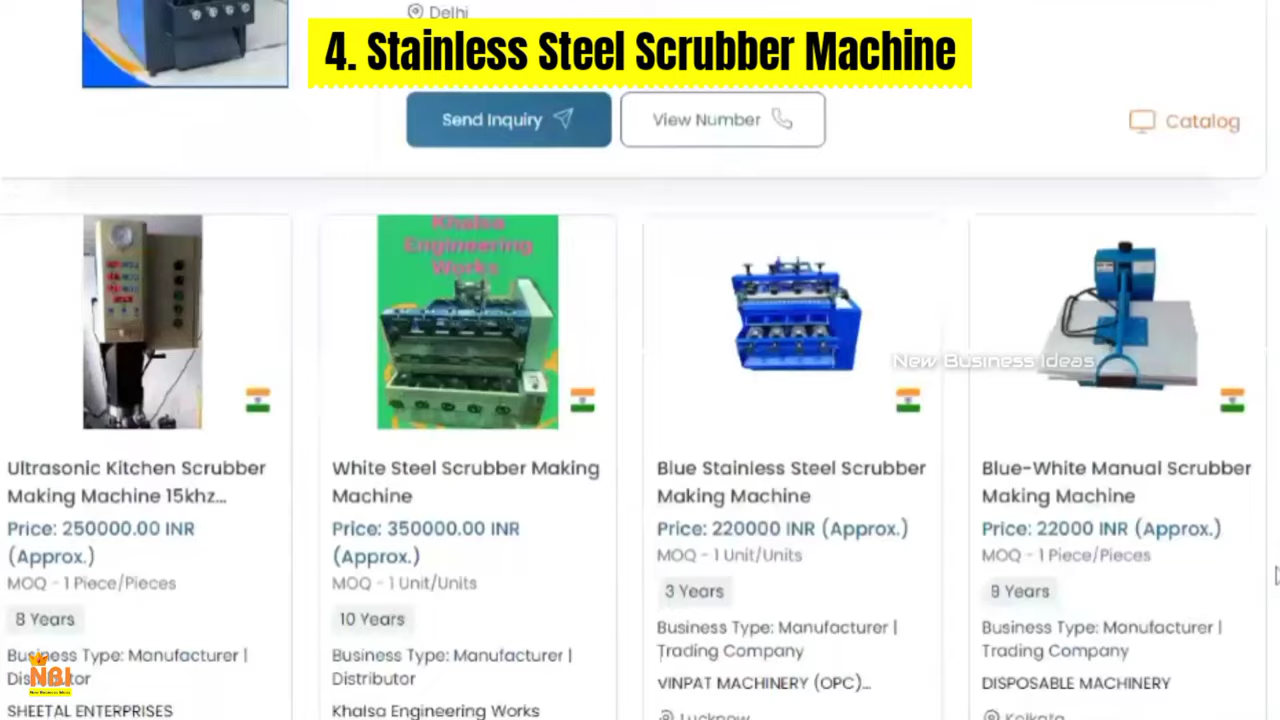 Delhi
4. Stainless Steel Scrubber Machine
Send Inquiry
View Number
Catalog
Khalsa
Engineering
Works
New Business Ideas
Ultrasonic Kitchen Scrubber
Making Machine 15khz...
Price: 250000.00 INR
(Approx.)
MOQ - 1 Piece/Pieces
8 Years
Business Type: Manufacturer |
Distributor
SHEETAL ENTERPRISES
White Steel Scrubber Making
Machine
Price: 350000.00 INR
(Approx.)
MOQ - 1 Unit/Units
10 Years
Business Type: Manufacturer |
Distributor
Khalsa Engineering Works
Blue Stainless Steel Scrubber
Making Machine
Price: 220000 INR (Approx.)
MOQ - 1 Unit/Units
3 Years
Business Type: Manufacturer |
Trading Company
VINPAT MACHINERY (OPC)...
Lucknow
Blue-White Manual Scrubber
Making Machine
Price: 22000 INR (Approx.)
MOQ - 1 Piece/Pieces
9 Years
Business Type: Manufacturer |
Trading Company
DISPOSABLE MACHINERY
Kolkata
NBI
New Business Ideas